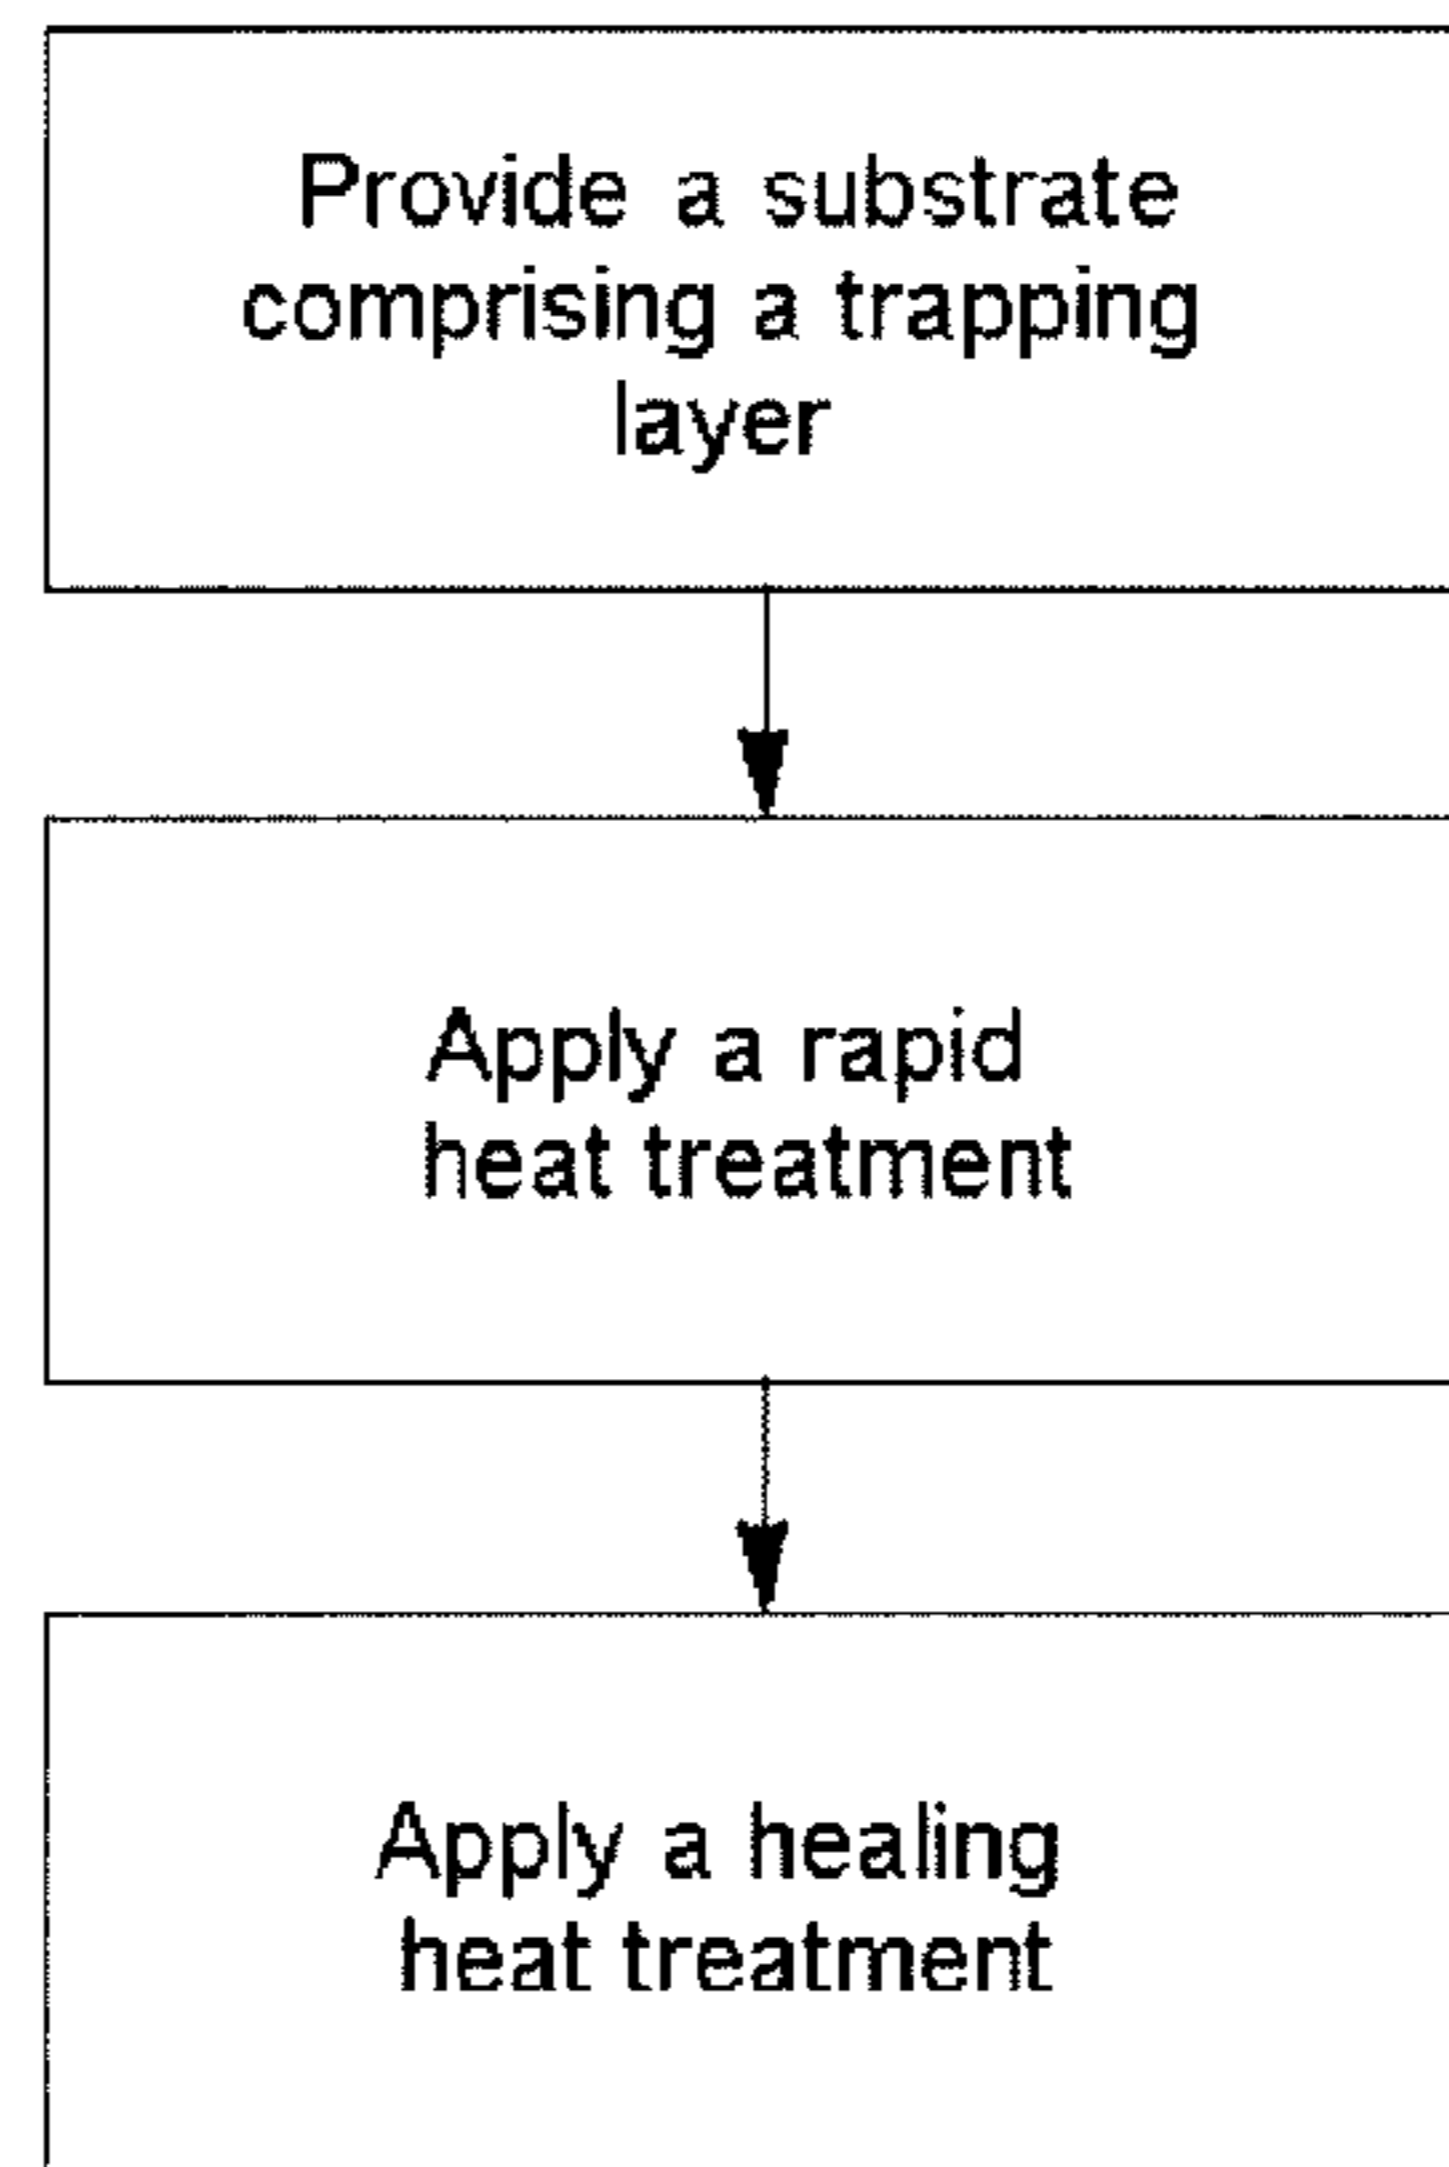 Provide a substrate
comprising a trapping
layer
Apply a rapid
heat treatment
Apply a healing
heat treatment